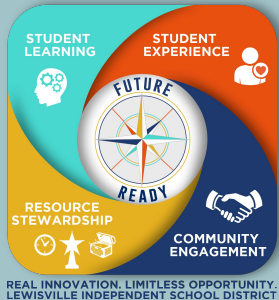 STUDENT
LEARNING
STUDENT
EXPERIENCE
FUTURE
READY
RESOURCE
STEWARDSHIP
COMMUNITY
ENGAGEMENT
REAL INNOVATION. LIMITLESS OPPORTUNITY.
LEWISVILLE INDEPENDENT SCHOOL DISTRICT